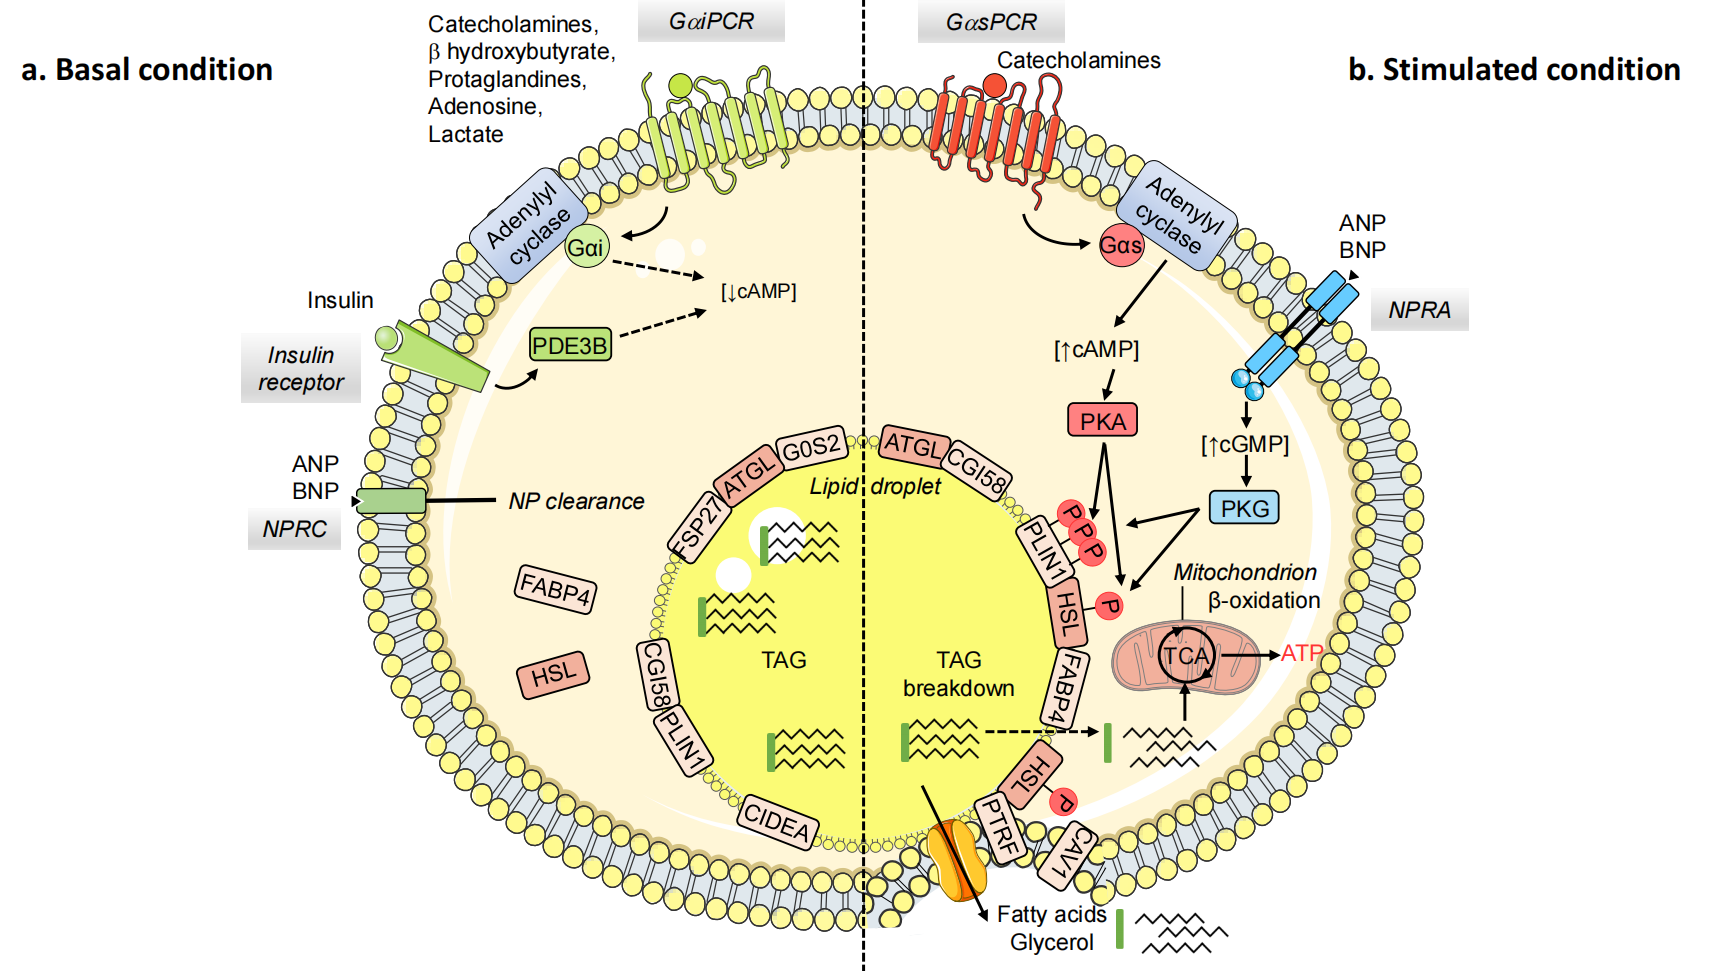 a. Basal condition
Catecholamines,
β hydroxybutyrate,
Protaglandines,
Adenosine,
Lactate
GαiPCR
Adenylyl
cyclase
Gαi
[↓cAMP]
Insulin
Insulin
receptor
PDE3B
ANP
BNP
NPRC
NP clearance
FABP4
HSL
G0S2
ATGL
FSP27
CGI58
PLIN1
CIDEA
TAG
Lipid droplet
b. Stimulated condition
GαsPCR
Catecholamines
Adenylyl
cyclase
Gαs
[↑cAMP]
PKA
ANP
BNP
NPRA
[↑cGMP]
PKG
ATGL
CGI58
PLIN1
P
P
P
HSL
P
FABP4
HSL
P
PTRF
CAV1
Mitochondrion
β-oxidation
TCA
ATP
TAG
breakdown
Fatty acids
Glycerol